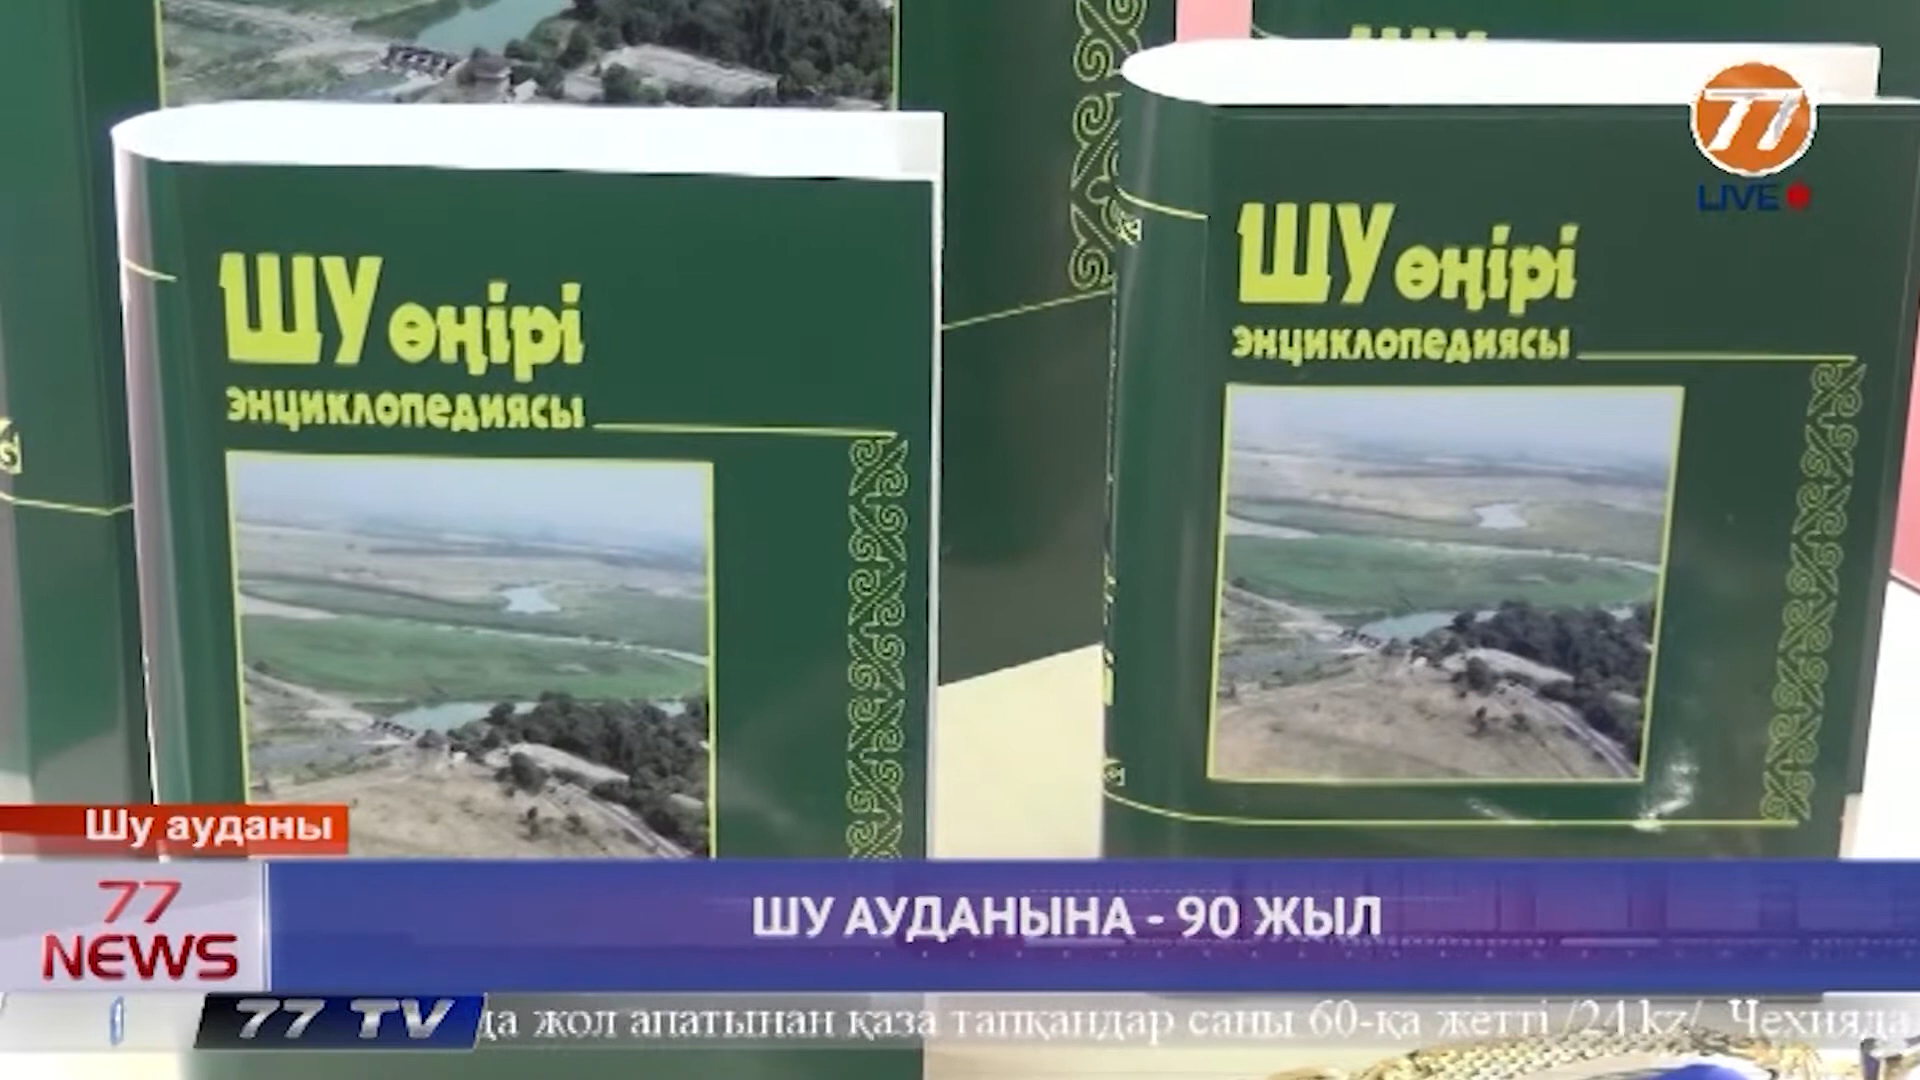 77
LIVE
ШУ өңірі
энциклопедиясы
ШУ өңірі
энциклопедиясы
Шу ауданы
77
NEWS
ШУ АУДАНЫНА - 90 ЖЫЛ
77 TV
да жол апатынан қаза тапқандар саны 60-қа жетті /24.kz/ Чехияда